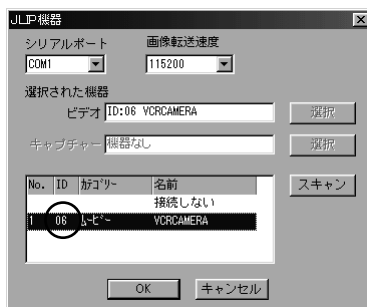 JLIP機器
シリアルポート 画像転送速度
COM1 115200
選択された機器
ビデオ ID:06 VCRCAMERA 選択
キャプチャー 機器なし 選択
No. ID ｶﾃｺﾞﾘｰ 名前 スキャン
接続しない
1 06 ﾑｰﾋﾞｰ VCRCAMERA
OK キャンセル